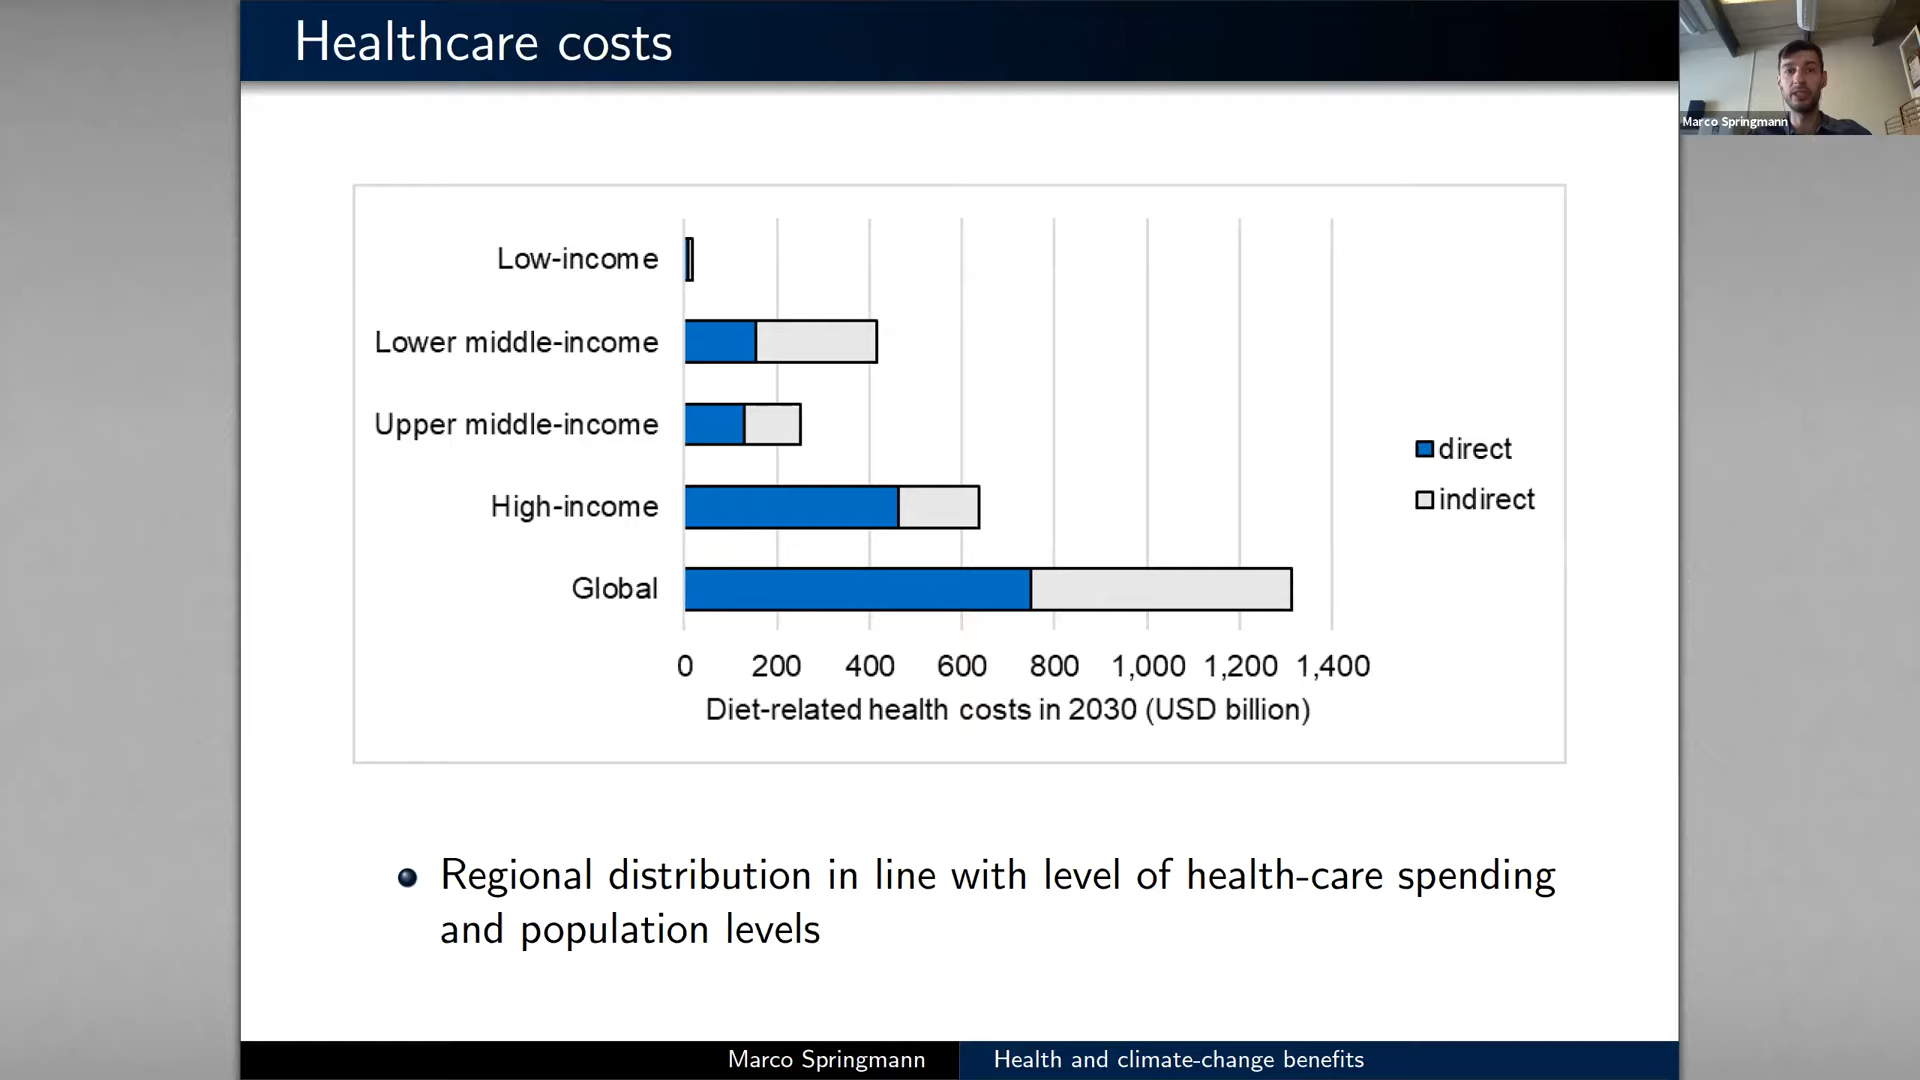 Healthcare costs
Marco Springmann
Low-income
Lower middle-income
Upper middle-income
High-income
Global
direct
indirect
0 200 400 600 800 1,000 1,200 1,400
Diet-related health costs in 2030 (USD billion)
Regional distribution in line with level of health-care spending
and population levels
Marco Springmann Health and climate-change benefits